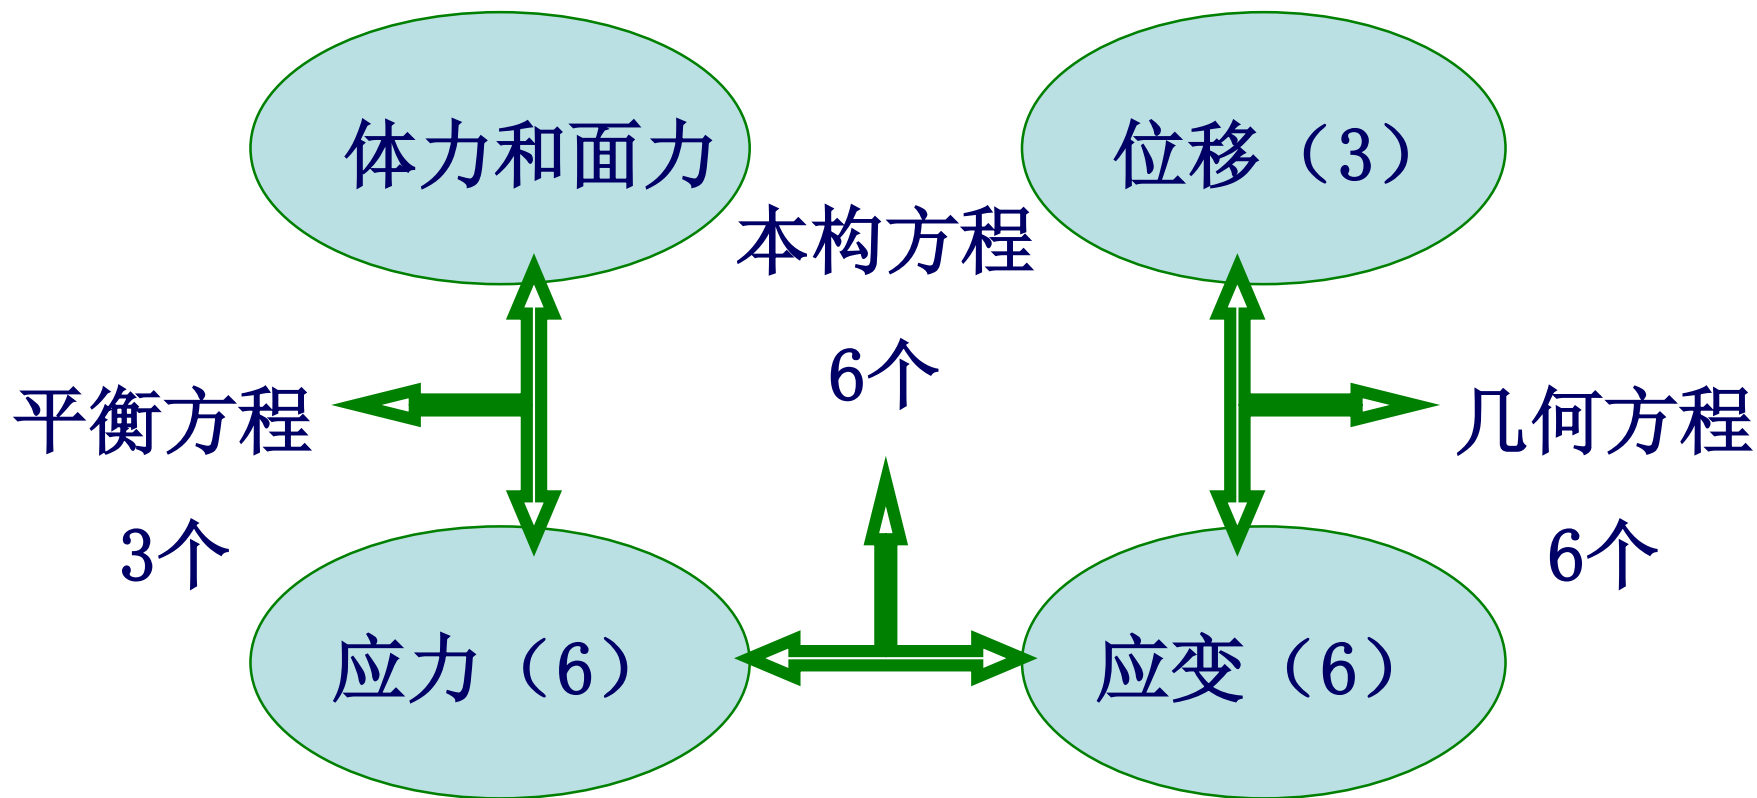 体力和面力
位移（3）
本构方程
6个
平衡方程
3个
几何方程
6个
应力（6）
应变（6）